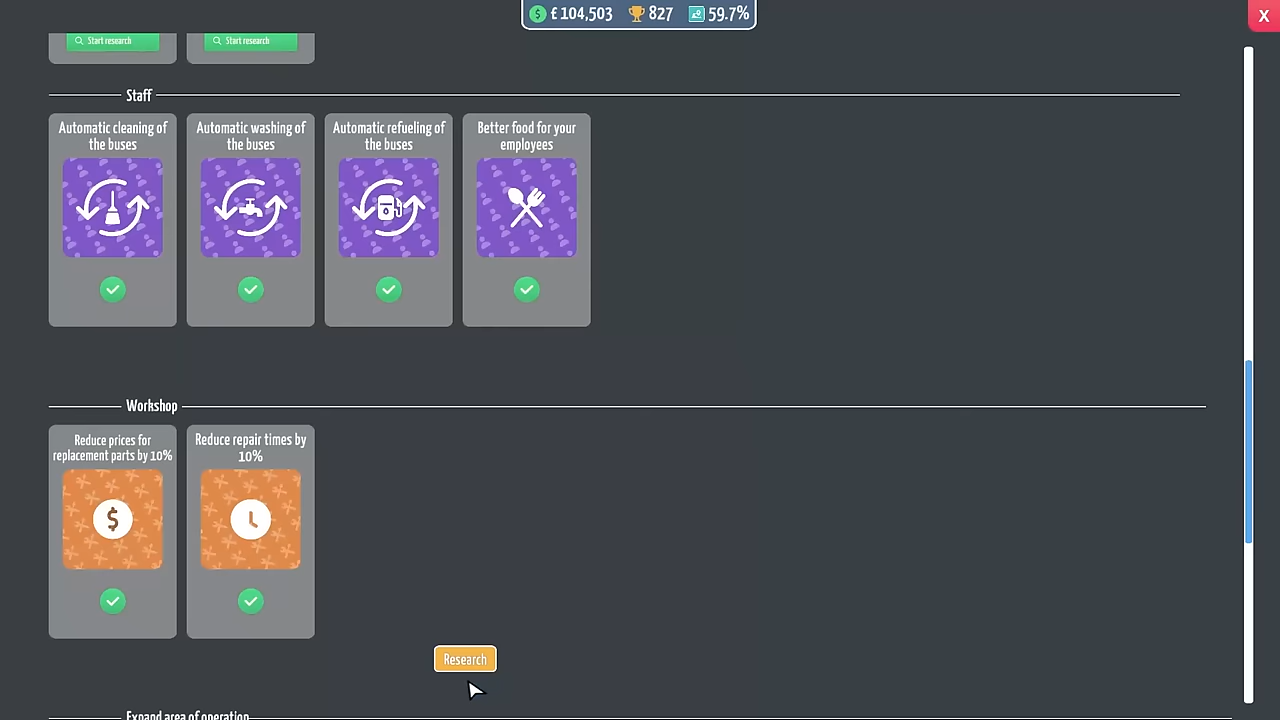 £ 104,503 827 59.7%
X
Start research Start research
Staff
Automatic cleaning of
the buses
Automatic washing of
the buses
Automatic refueling of
the buses
Better food for your
employees
Workshop
Reduce prices for
replacement parts by 10%
Reduce repair times by
10%
Research
Expand area of operation